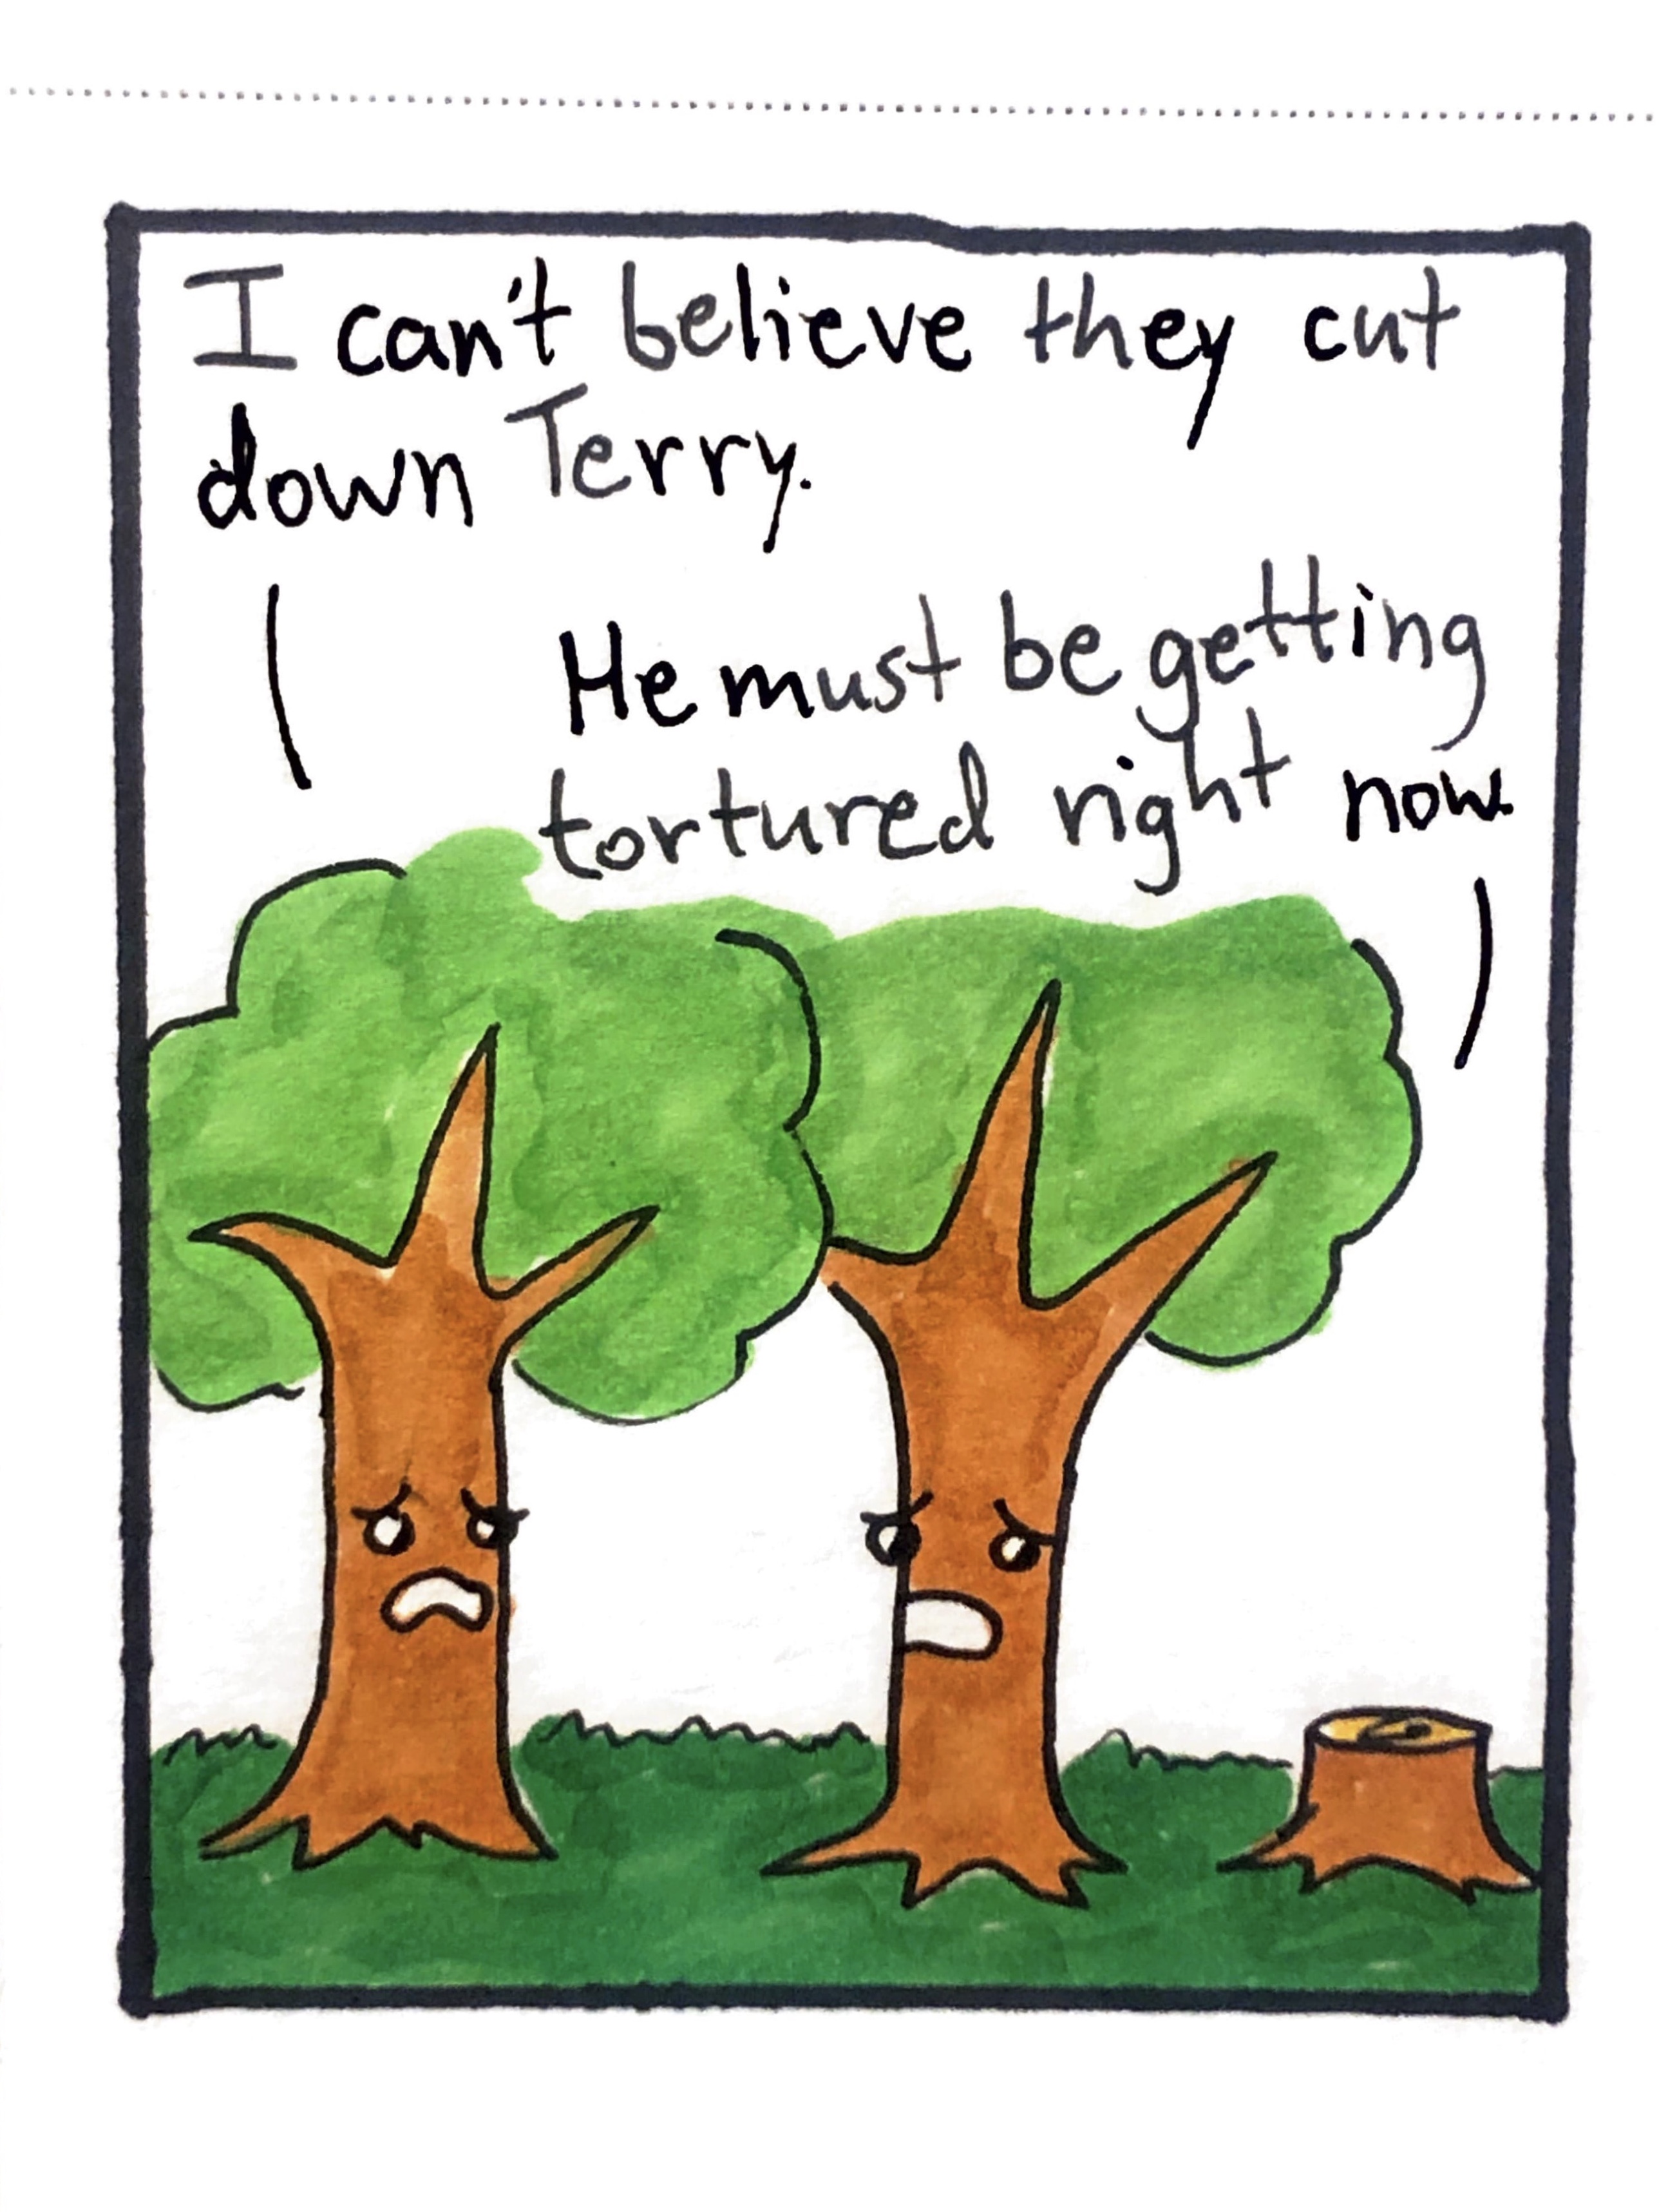 I can't believe they cut
down Terry.
He must be getting
tortured right now.